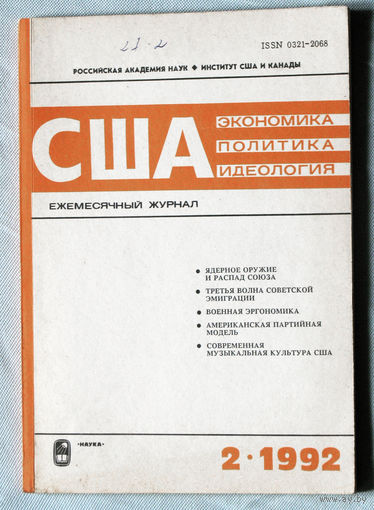 ISSN 0321-2068
РОССИЙСКАЯ АКАДЕМИЯ НАУК ✦ ИНСТИТУТ США И КАНАДЫ
США
ЭКОНОМИКА
ПОЛИТИКА
ИДЕОЛОГИЯ
ЕЖЕМЕСЯЧНЫЙ ЖУРНАЛ
• ЯДЕРНОЕ ОРУЖИЕ
И РАСПАД СОЮЗА
• ТРЕТЬЯ ВОЛНА СОВЕТСКОЙ
ЭМИГРАЦИИ
• ВОЕННАЯ ЭРГОНОМИКА
• АМЕРИКАНСКАЯ ПАРТИЙНАЯ
МОДЕЛЬ
• СОВРЕМЕННАЯ
МУЗЫКАЛЬНАЯ КУЛЬТУРА США
«НАУКА»
2 · 1992